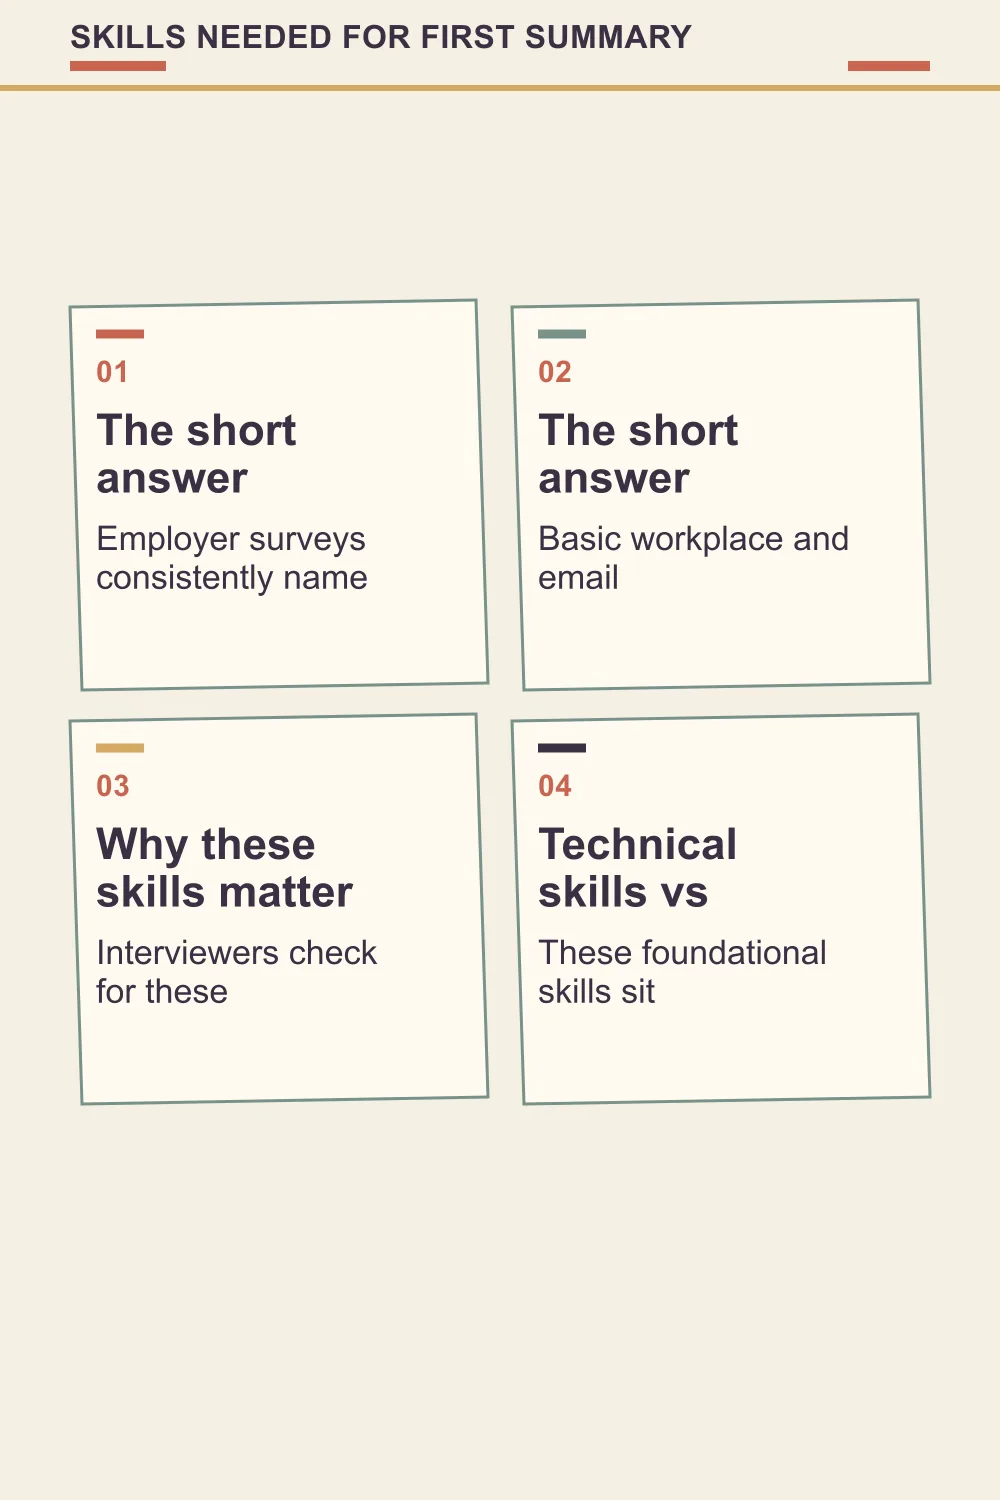 SKILLS NEEDED FOR FIRST SUMMARY
01
The short
answer
Employer surveys
consistently name
02
The short
answer
Basic workplace and
email
03
Why these
skills matter
Interviewers check
for these
04
Technical
skills vs
These foundational
skills sit